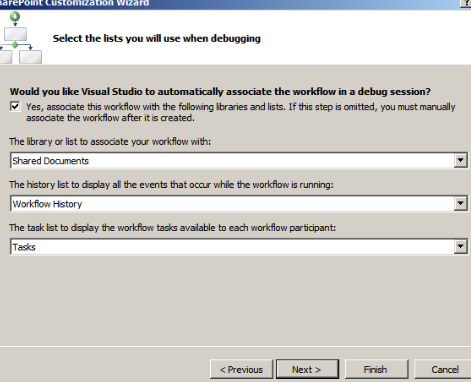 SharePoint Customization Wizard
?
Select the lists you will use when debugging
Would you like Visual Studio to automatically associate the workflow in a debug session?
Yes, associate this workflow with the following libraries and lists. If this step is omitted, you must manually
associate the workflow after it is created.
The library or list to associate your workflow with:
Shared Documents
The history list to display all the events that occur while the workflow is running:
Workflow History
The task list to display the workflow tasks available to each workflow participant:
Tasks
< Previous
Next >
Finish
Cancel